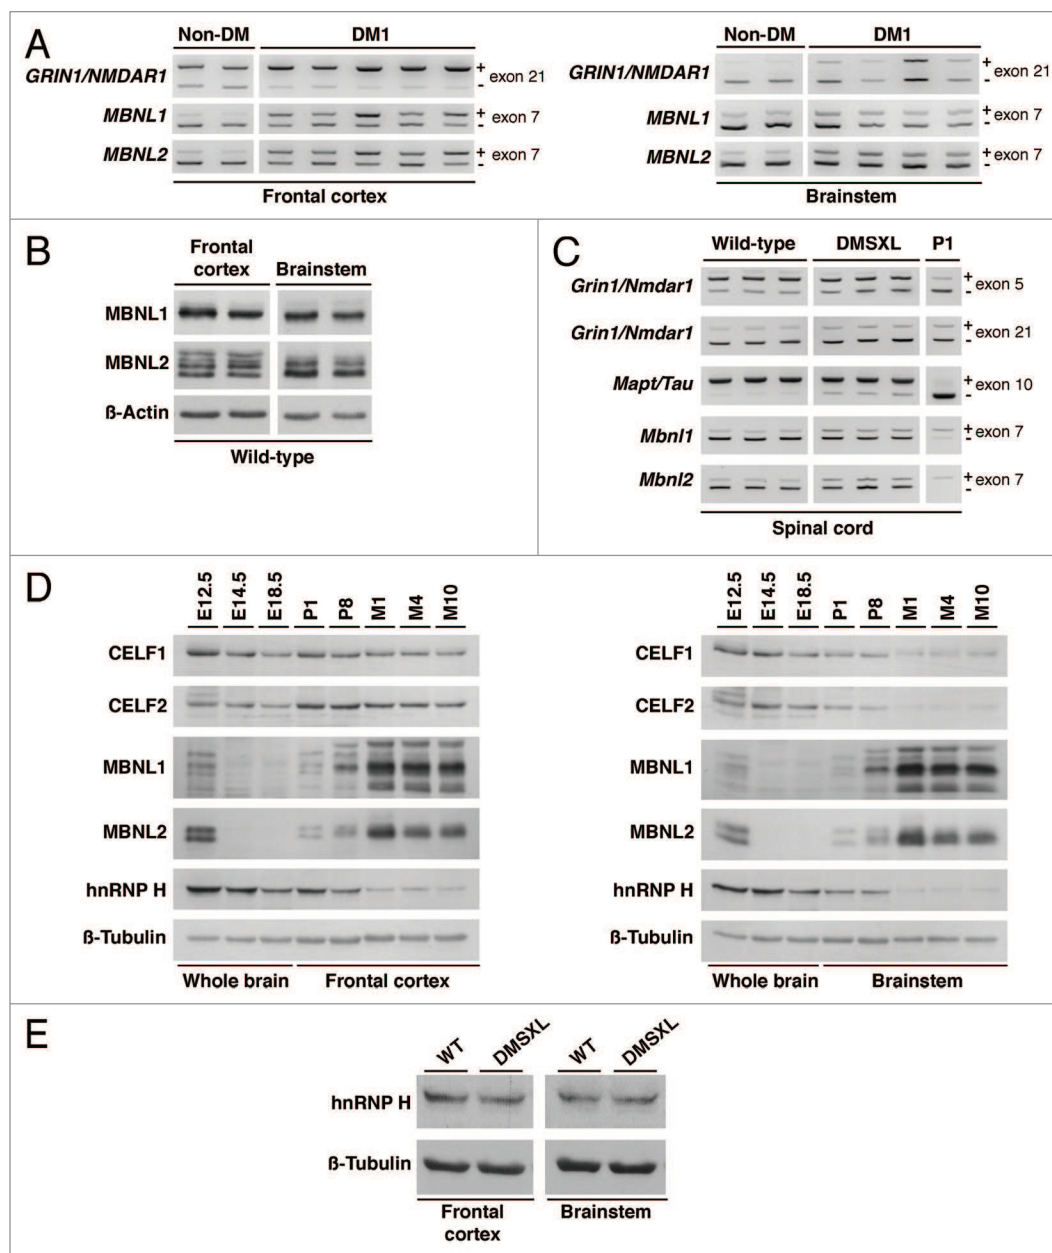 A
Non-DM DM1
GRIN1/NMDAR1 + - exon 21
MBNL1 + - exon 7
MBNL2 + - exon 7
Frontal cortex
Non-DM DM1
GRIN1/NMDAR1 + - exon 21
MBNL1 + - exon 7
MBNL2 + - exon 7
Brainstem
B
Frontal
cortex Brainstem
MBNL1
MBNL2
ß-Actin
Wild-type
C
Wild-type DMSXL P1
Grin1/Nmdar1 + - exon 5
Grin1/Nmdar1 + - exon 21
Mapt/Tau + - exon 10
Mbnl1 + - exon 7
Mbnl2 + - exon 7
Spinal cord
D
E12.5 E14.5 E18.5 P1 P8 M1 M4 M10
CELF1
CELF2
MBNL1
MBNL2
hnRNP H
ß-Tubulin
Whole brain Frontal cortex
E12.5 E14.5 E18.5 P1 P8 M1 M4 M10
CELF1
CELF2
MBNL1
MBNL2
hnRNP H
ß-Tubulin
Whole brain Brainstem
E
WT DMSXL WT DMSXL
hnRNP H
ß-Tubulin
Frontal Brainstem
cortex